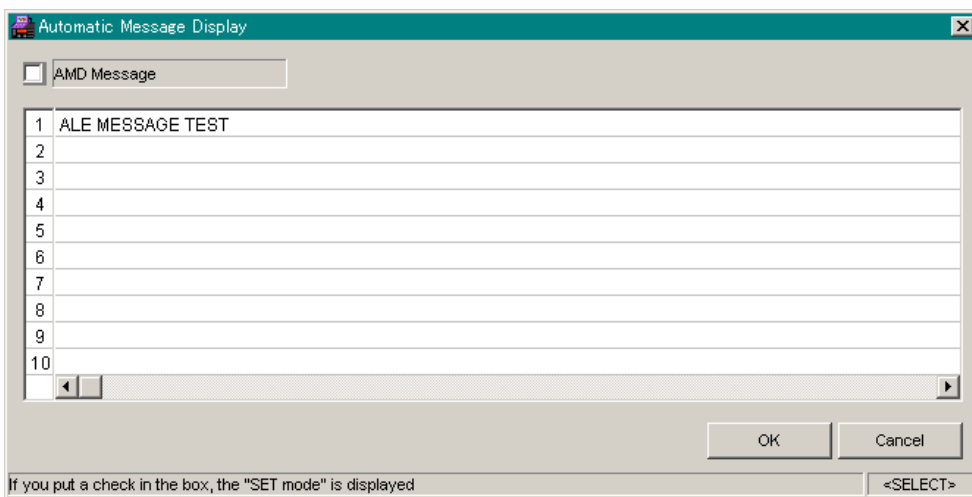 Automatic Message Display
AMD Message
1 ALE MESSAGE TEST
2
3
4
5
6
7
8
9
10
OK Cancel
If you put a check in the box, the "SET mode" is displayed <SELECT>